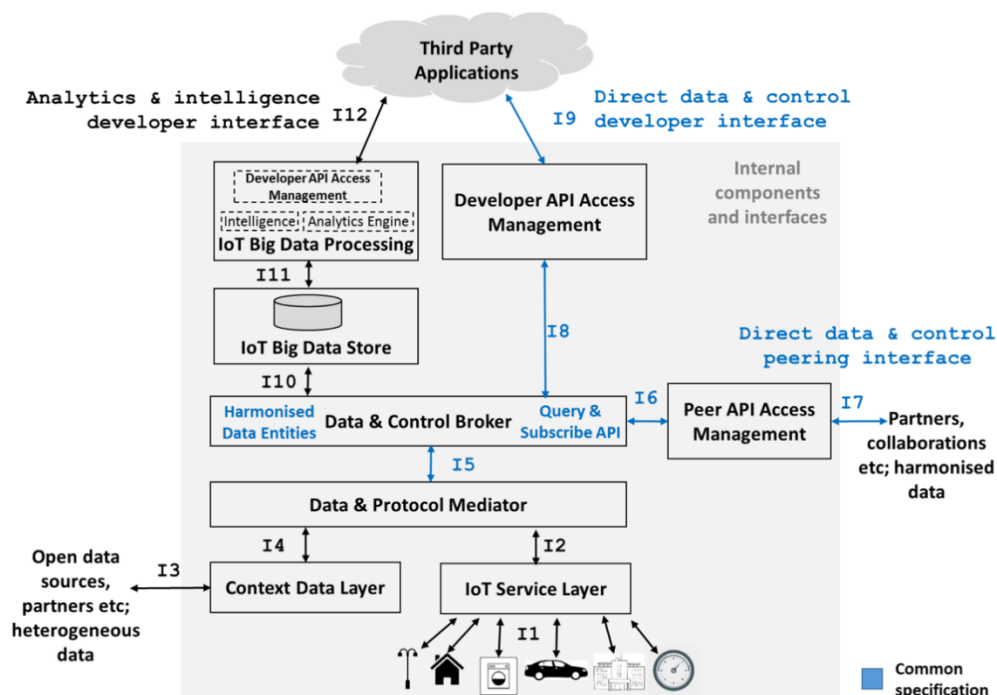 Third Party
Applications
Analytics & intelligence
developer interface
I12
I9
Direct data & control
developer interface
Internal
components
and interfaces
Developer API Access
Management
Intelligence
Analytics Engine
IoT Big Data Processing
Developer API Access
Management
I11
IoT Big Data Store
I8
Direct data & control
peering interface
I10
Harmonised
Data Entities
Data & Control Broker
Query &
Subscribe API
I6
Peer API Access
Management
I7
Partners,
collaborations
etc; harmonised
data
I5
Data & Protocol Mediator
I4
I2
Open data
sources,
partners etc;
heterogeneous
data
I3
Context Data Layer
IoT Service Layer
I1
Common
specification